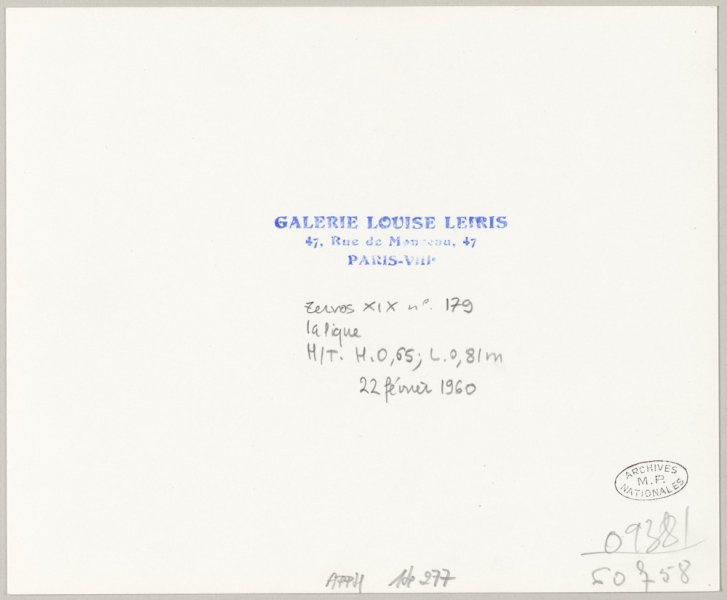 GALERIE LOUISE LEIRIS
47, Rue de Monceau, 47
PARIS-VIIIe
Zervos XIX n°. 179
la pique
H/T. H.0,65; L.0,81m
22 février 1960
ARCHIVES
M.P.
NATIONALES
09381
50758
APPH 277